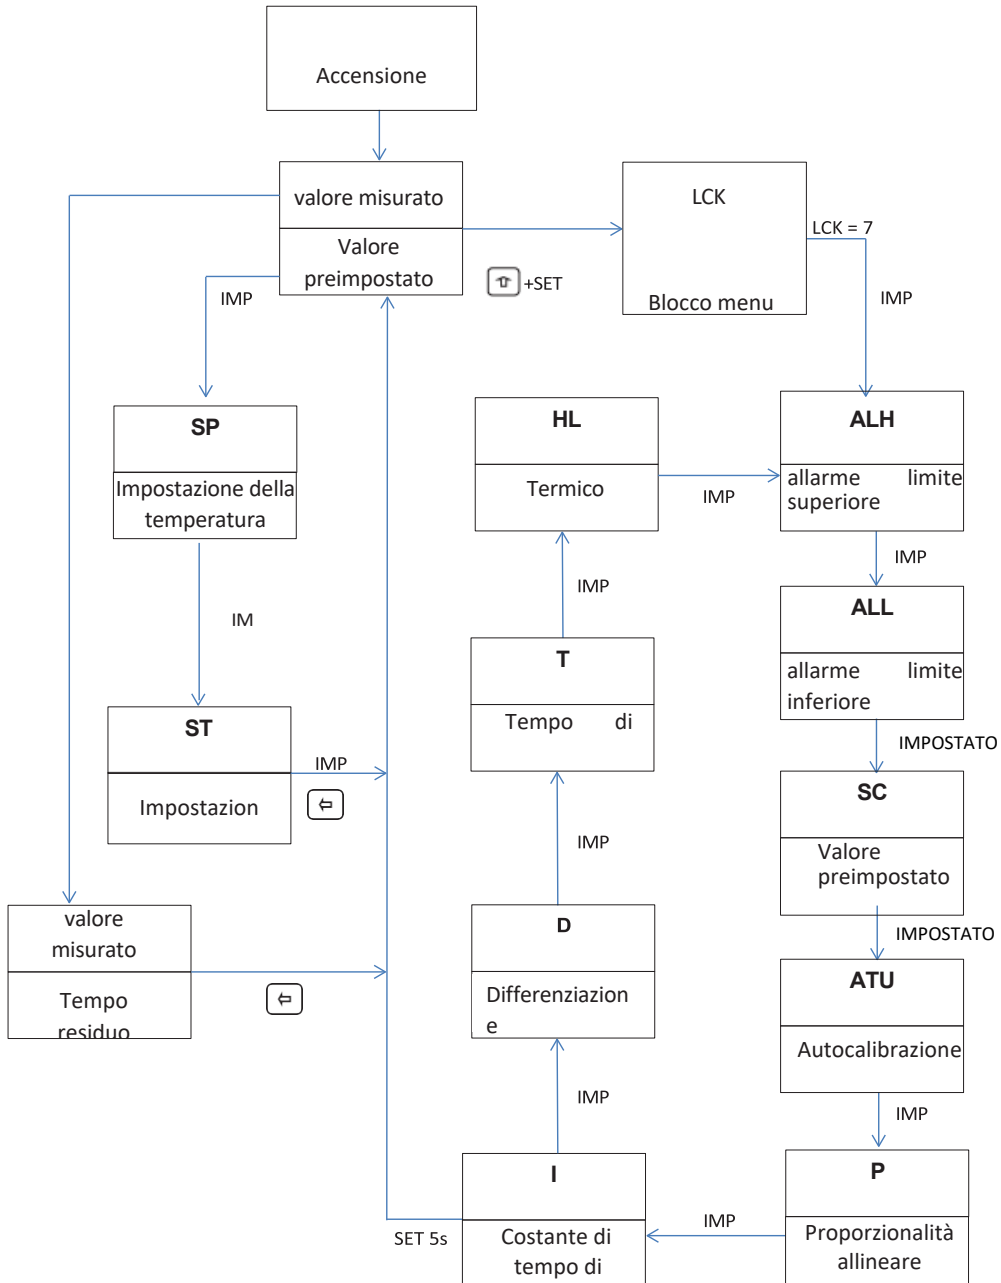 Accensione
valore misurato
Valore
preimpostato
IMP
+SET
LCK
Blocco menu
LCK = 7
IMP
SP
Impostazione della
temperatura
IM
ST
Impostazion
IMP
valore
misurato
Tempo
residuo
HL
Termico
IMP
ALH
allarme limite
superiore
IMP
ALL
allarme limite
inferiore
IMPOSTATO
SC
Valore
preimpostato
IMPOSTATO
ATU
Autocalibrazione
IMP
P
Proporzionalità
allineare
IMP
I
Costante di
tempo di
SET 5s
IMP
D
Differenziazion
e
IMP
T
Tempo di
IMP